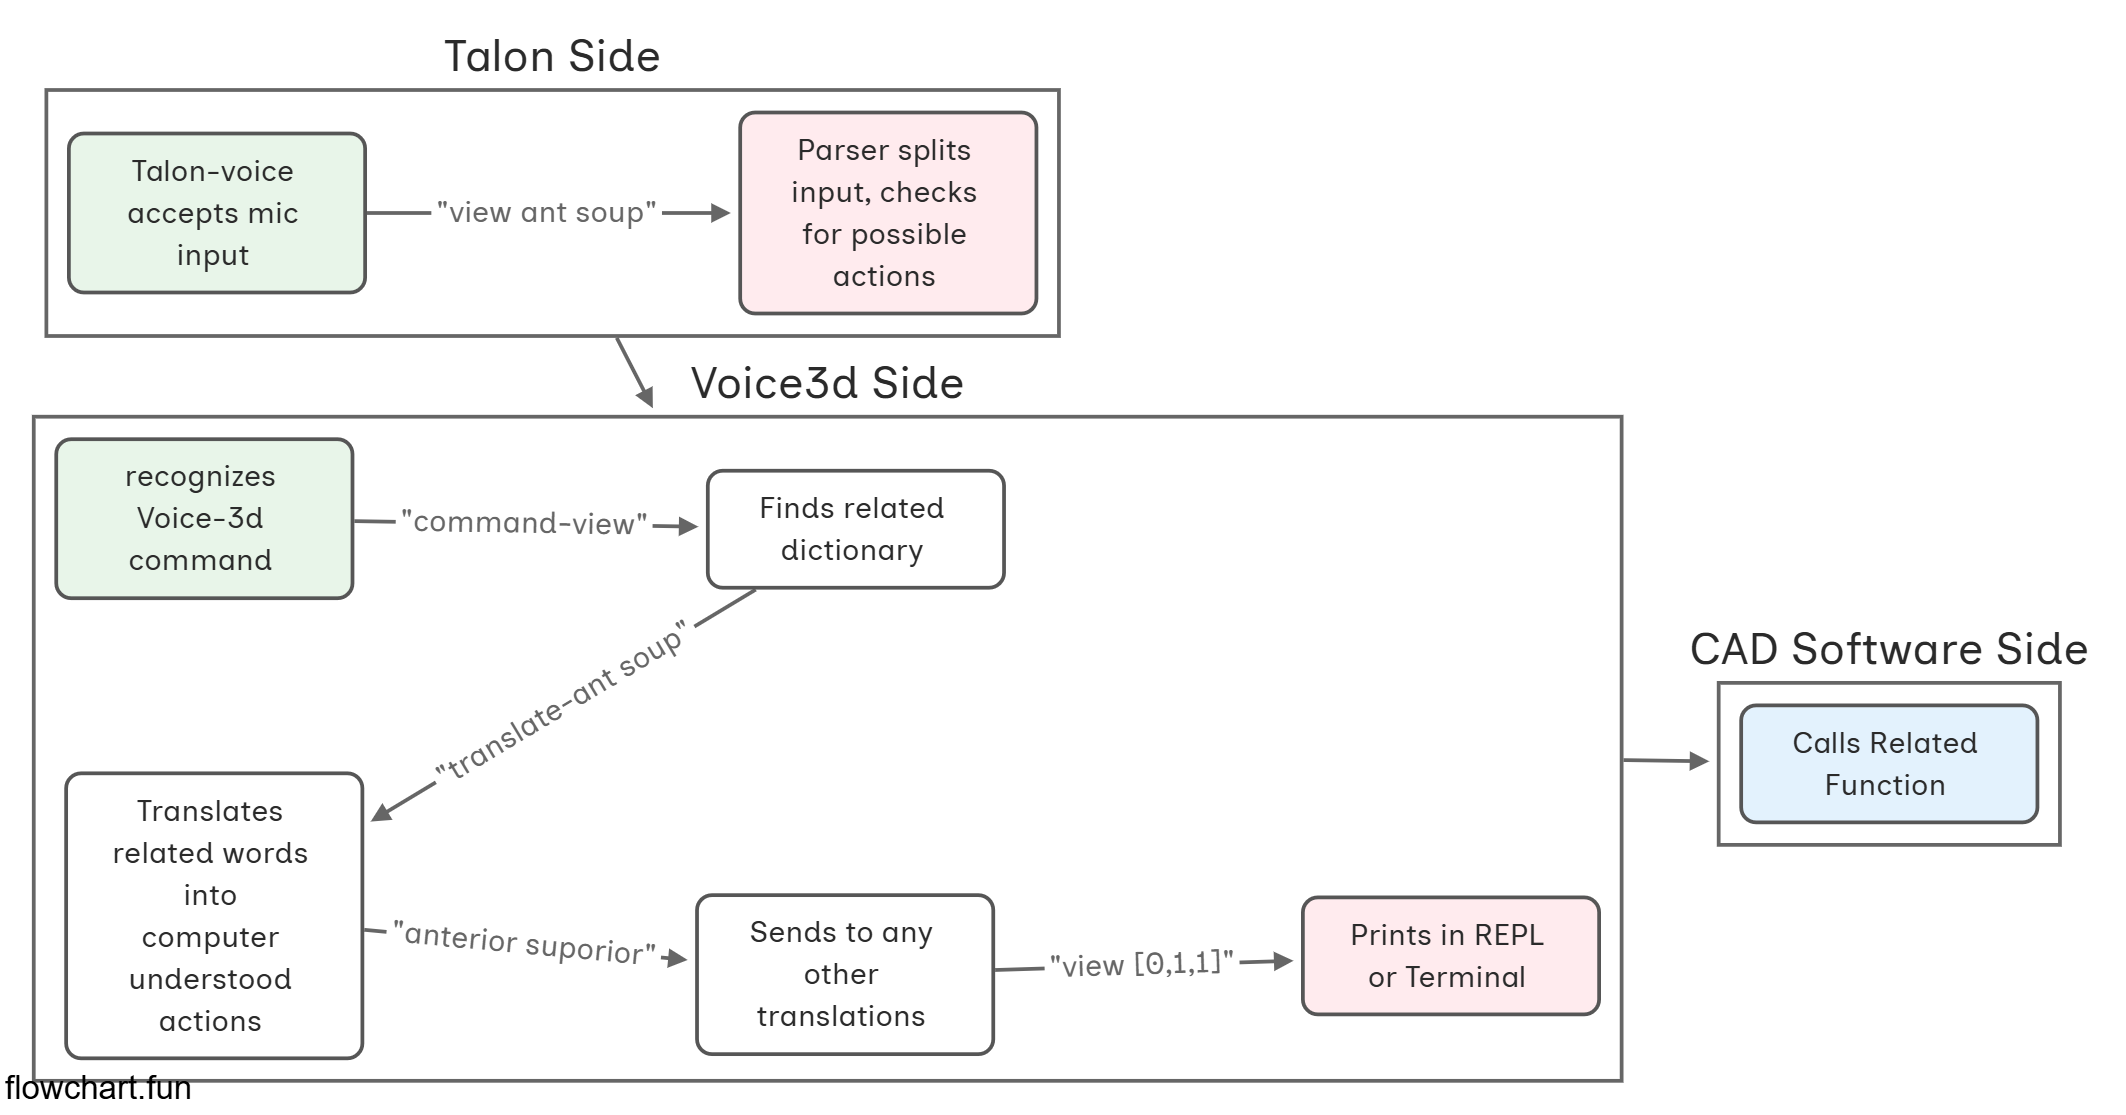 Talon Side
Talon-voice
accepts mic
input
"view ant soup"
Parser splits
input, checks
for possible
actions
Voice3d Side
recognizes
Voice-3d
command
"command-view"
Finds related
dictionary
"translate-ant soup"
Translates
related words
into
computer
understood
actions
"anterior suporior"
Sends to any
other
translations
"view [0,1,1]"
Prints in REPL
or Terminal
CAD Software Side
Calls Related
Function
flowchart.fun